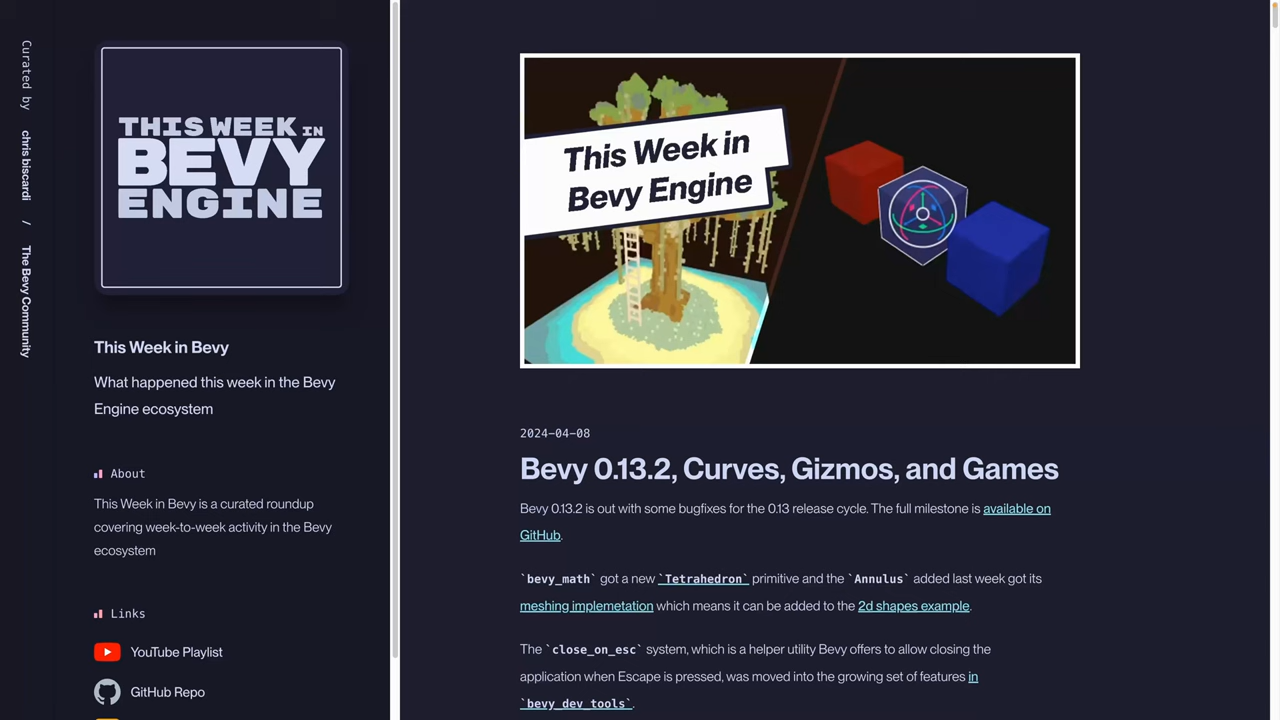 Curated by chris biscardi / The Bevy Community
THIS WEEK IN
BEVY
ENGINE
This Week in Bevy
What happened this week in the Bevy
Engine ecosystem
About
This Week in Bevy is a curated roundup
covering week-to-week activity in the Bevy
ecosystem
Links
YouTube Playlist
GitHub Repo
This Week in
Bevy Engine
2024-04-08
Bevy 0.13.2, Curves, Gizmos, and Games
Bevy 0.13.2 is out with some bugfixes for the 0.13 release cycle. The full milestone is available on
GitHub.
`bevy_math` got a new `Tetrahedron` primitive and the `Annulus` added last week got its
meshing implemetation which means it can be added to the 2d shapes example.
The `close_on_esc` system, which is a helper utility Bevy offers to allow closing the
application when Escape is pressed, was moved into the growing set of features in
`bevy_dev_tools`.